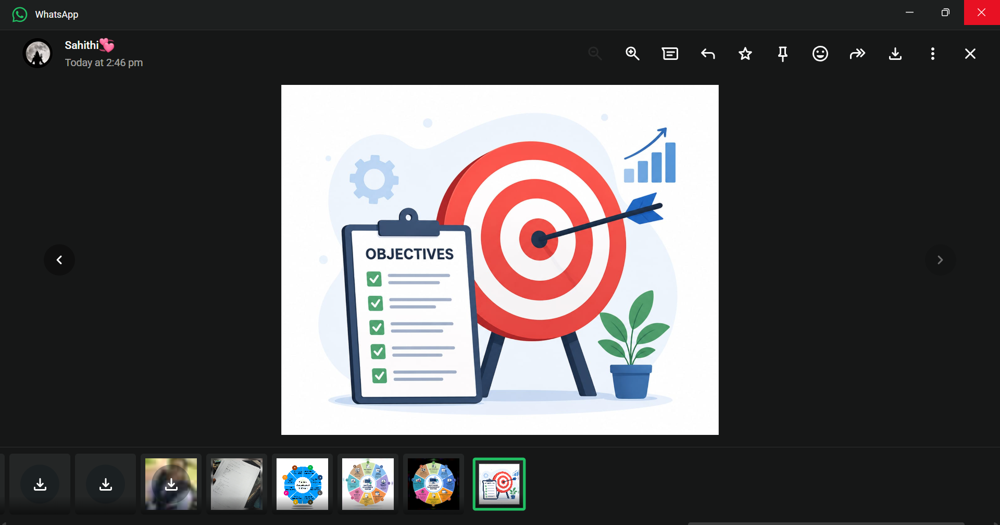 WhatsApp
Sahithi💞
Today at 2:46 pm
OBJECTIVES